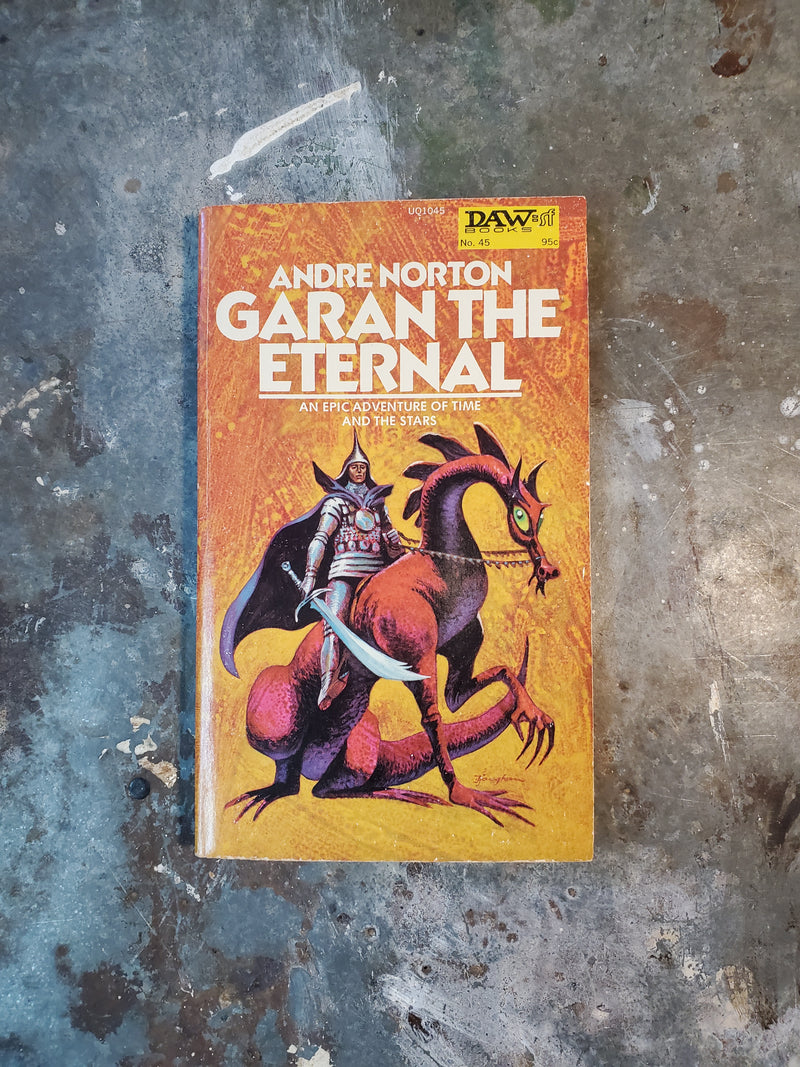 UQ1045
DAW=sf
BOOKS
No. 45 95c
ANDRE NORTON
GARAN THE
ETERNAL
AN EPIC ADVENTURE OF TIME
AND THE STARS